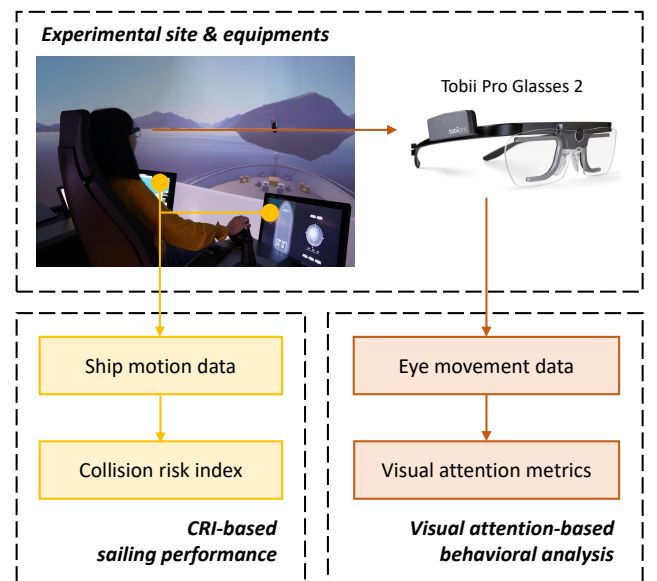 Experimental site & equipments
Tobii Pro Glasses 2
tobii pro
Ship motion data
Eye movement data
Collision risk index
Visual attention metrics
CRI-based
sailing performance
Visual attention-based
behavioral analysis